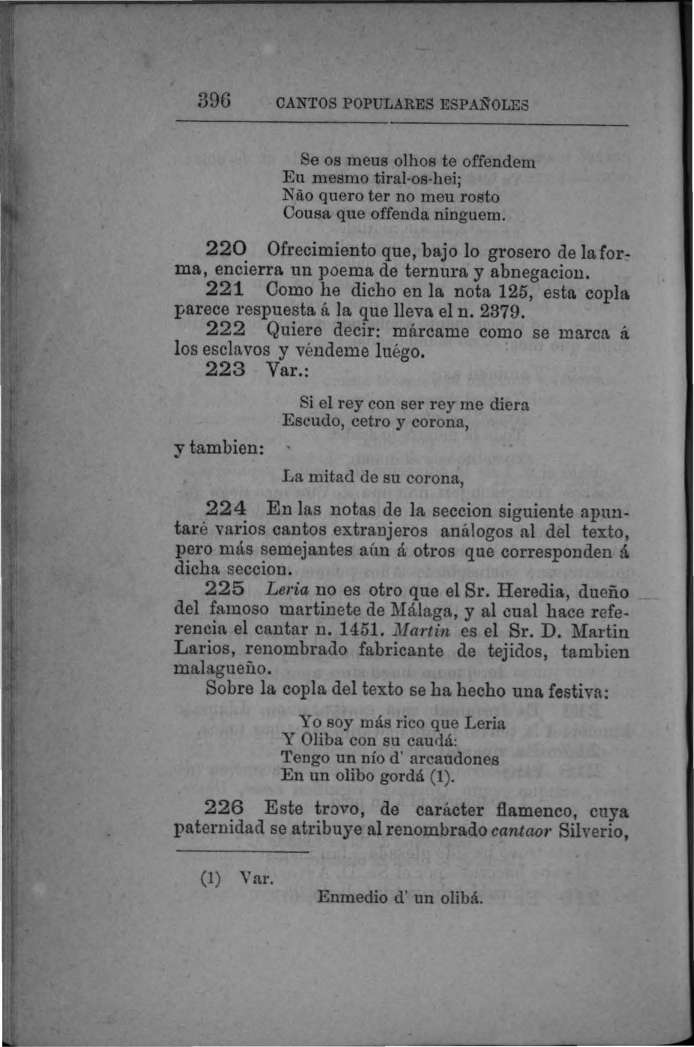 396 CANTOS POPULARES ESPAÑOLES
Se os meus olhos te offendem
Eu mesmo tiral-os-hei;
Não quero ter no meu rosto
Cousa que offenda ninguem.
220 Ofrecimiento que, bajo lo grosero de la for-
ma, encierra un poema de ternura y abnegacion.
221 Como he dicho en la nota 125, esta copla
parece respuesta á la que lleva el n. 2379.
222 Quiere decir: márcame como se marca á
los esclavos y véndeme luégo.
223 Var.:
Si el rey con ser rey me diera
Escudo, cetro y corona,
y tambien:
La mitad de su corona,
224 En las notas de la seccion siguiente apun-
taré varios cantos extranjeros análogos al del texto,
pero más semejantes aún á otros que corresponden á
dicha seccion.
225 Leria no es otro que el Sr. Heredia, dueño
del famoso martinete de Málaga, y al cual hace refe-
rencia el cantar n. 1451. Martin es el Sr. D. Martin
Larios, renombrado fabricante de tejidos, tambien
malagueño.
Sobre la copla del texto se ha hecho una festiva:
Yo soy más rico que Leria
Y Oliba con su caudá:
Tengo un nío d' arcaudones
En un olibo gordá (1).
226 Este trovo, de carácter flamenco, cuya
paternidad se atribuye al renombrado cantaor Silverio,
(1) Var.
Enmedio d' un olibá.